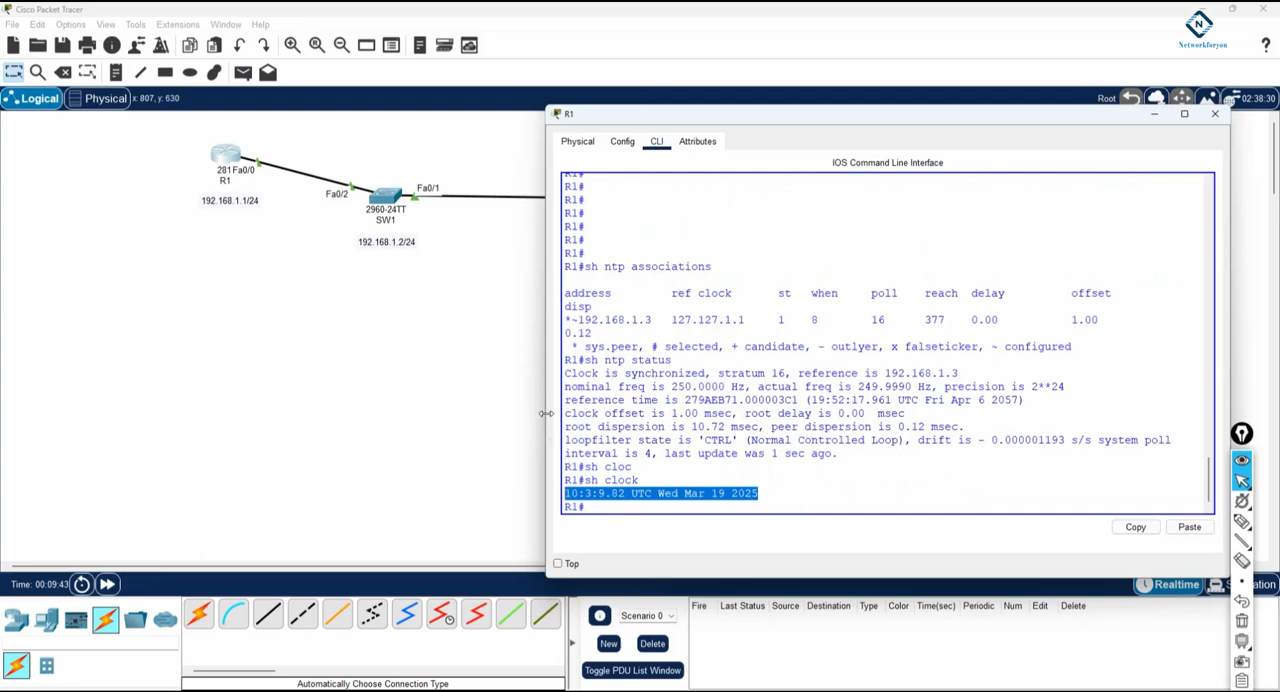 Cisco Packet Tracer
File Edit Options View Tools Extensions Window Help
N
Networkforyou
?
Logical Physical x: 807, y: 630
Root 02:38:30
281Fa0/0
R1
192.168.1.1/24
Fa0/2
Fa0/1
2960-24TT
SW1
192.168.1.2/24
R1
Physical Config CLI Attributes
IOS Command Line Interface
R1#
R1#
R1#
R1#
R1#
R1#
R1#
R1#sh ntp associations
address ref clock st when poll reach delay offset
disp
*~192.168.1.3 127.127.1.1 1 8 16 377 0.00 1.00
0.12
* sys.peer, # selected, + candidate, - outlyer, x falseticker, ~ configured
R1#sh ntp status
Clock is synchronized, stratum 16, reference is 192.168.1.3
nominal freq is 250.0000 Hz, actual freq is 249.9990 Hz, precision is 2**24
reference time is 279AEB71.000003C1 (19:52:17.961 UTC Fri Apr 6 2057)
clock offset is 1.00 msec, root delay is 0.00 msec
root dispersion is 10.72 msec, peer dispersion is 0.12 msec.
loopfilter state is 'CTRL' (Normal Controlled Loop), drift is - 0.000001193 s/s system poll
interval is 4, last update was 1 sec ago.
R1#sh cloc
R1#sh clock
10:3:9.82 UTC Wed Mar 19 2025
R1#
Copy Paste
Top
Time: 00:09:43
Realtime
Scenario 0
New Delete
Toggle PDU List Window
Fire Last Status Source Destination Type Color Time(sec) Periodic Num Edit Delete
Automatically Choose Connection Type